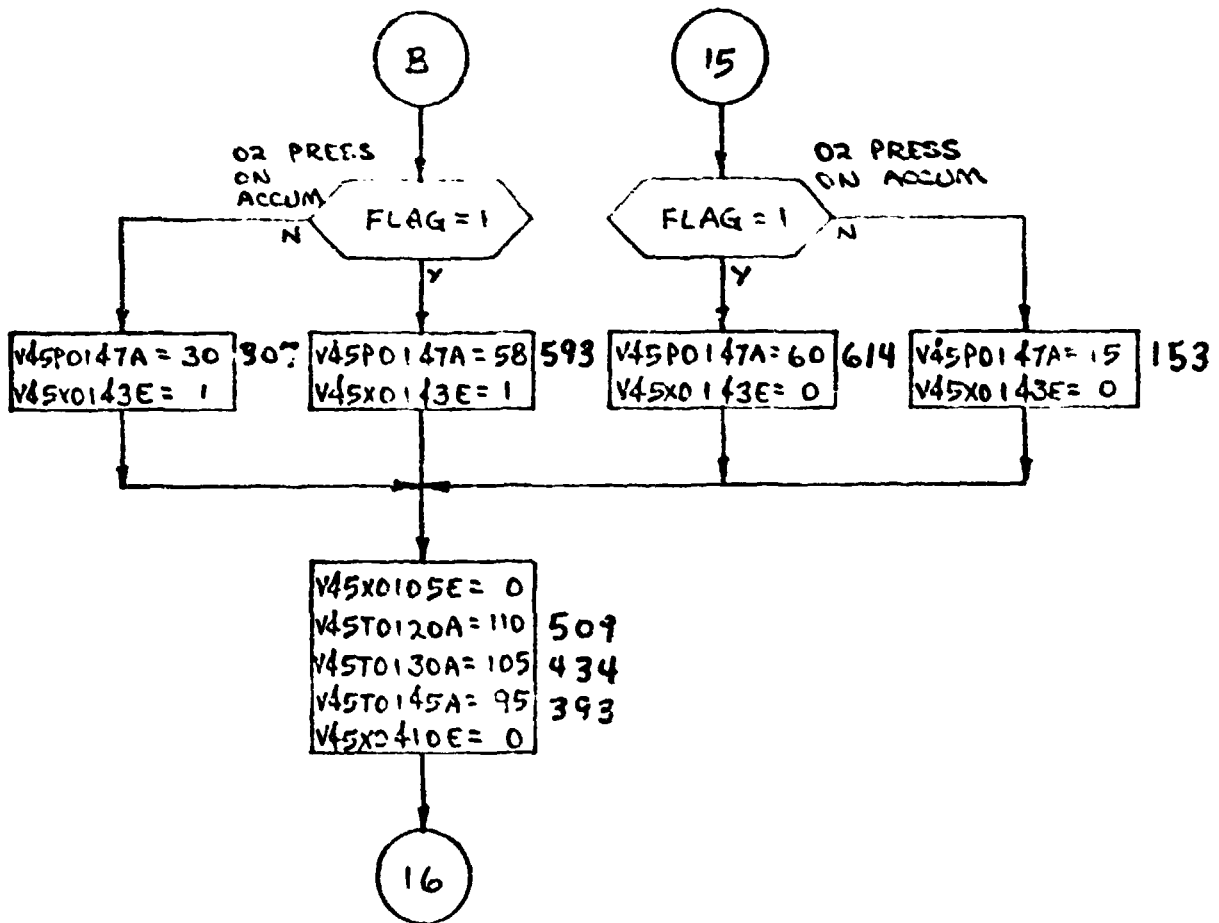 B
15
O2 PREES
ON
ACCUM
O2 PRESS
ON ACCUM
FLAG = 1
N
Y
FLAG = 1
N
Y
V45P0147A = 30
V45X0143E = 1
V45P0147A = 58
V45X0143E = 1
593
V45P0147A = 60
V45X0143E = 0
614
V45P0147A = 15
V45X0143E = 0
153
V45X0105E = 0
V45T0120A = 110 509
V45T0130A = 105 434
V45T0145A = 95 393
V45X0410E = 0
16